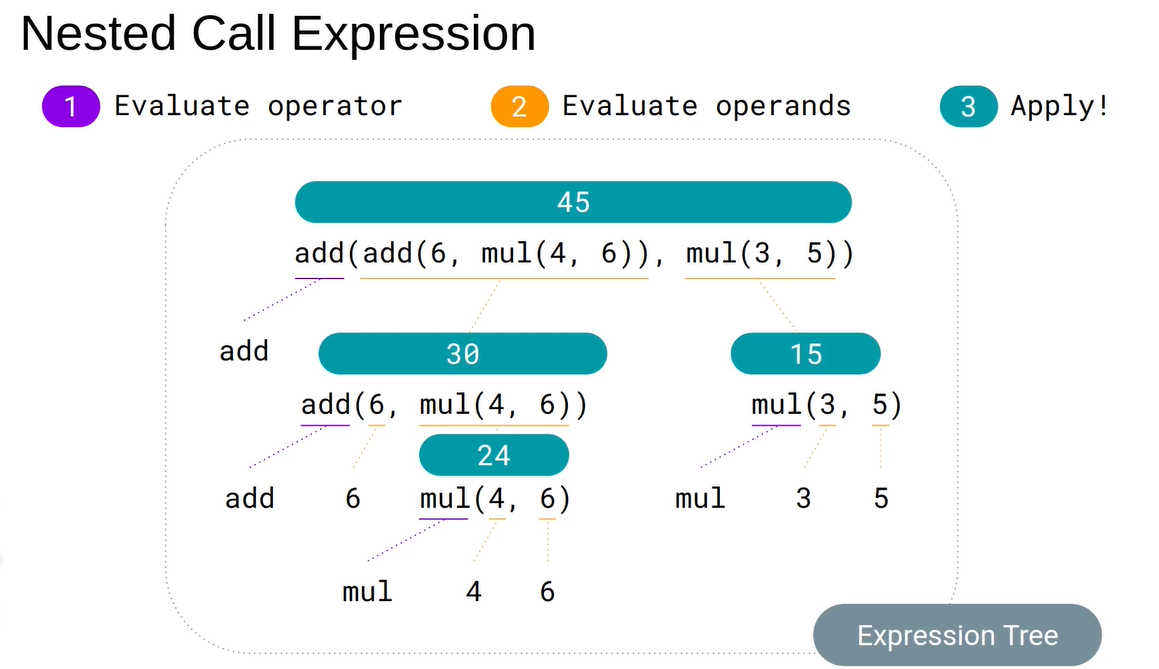 Nested Call Expression
1 Evaluate operator 2 Evaluate operands 3 Apply!
45
add(add(6, mul(4, 6)), mul(3, 5))
add 30 15
add(6, mul(4, 6)) mul(3, 5)
24
add 6 mul(4, 6) mul 3 5
mul 4 6
Expression Tree